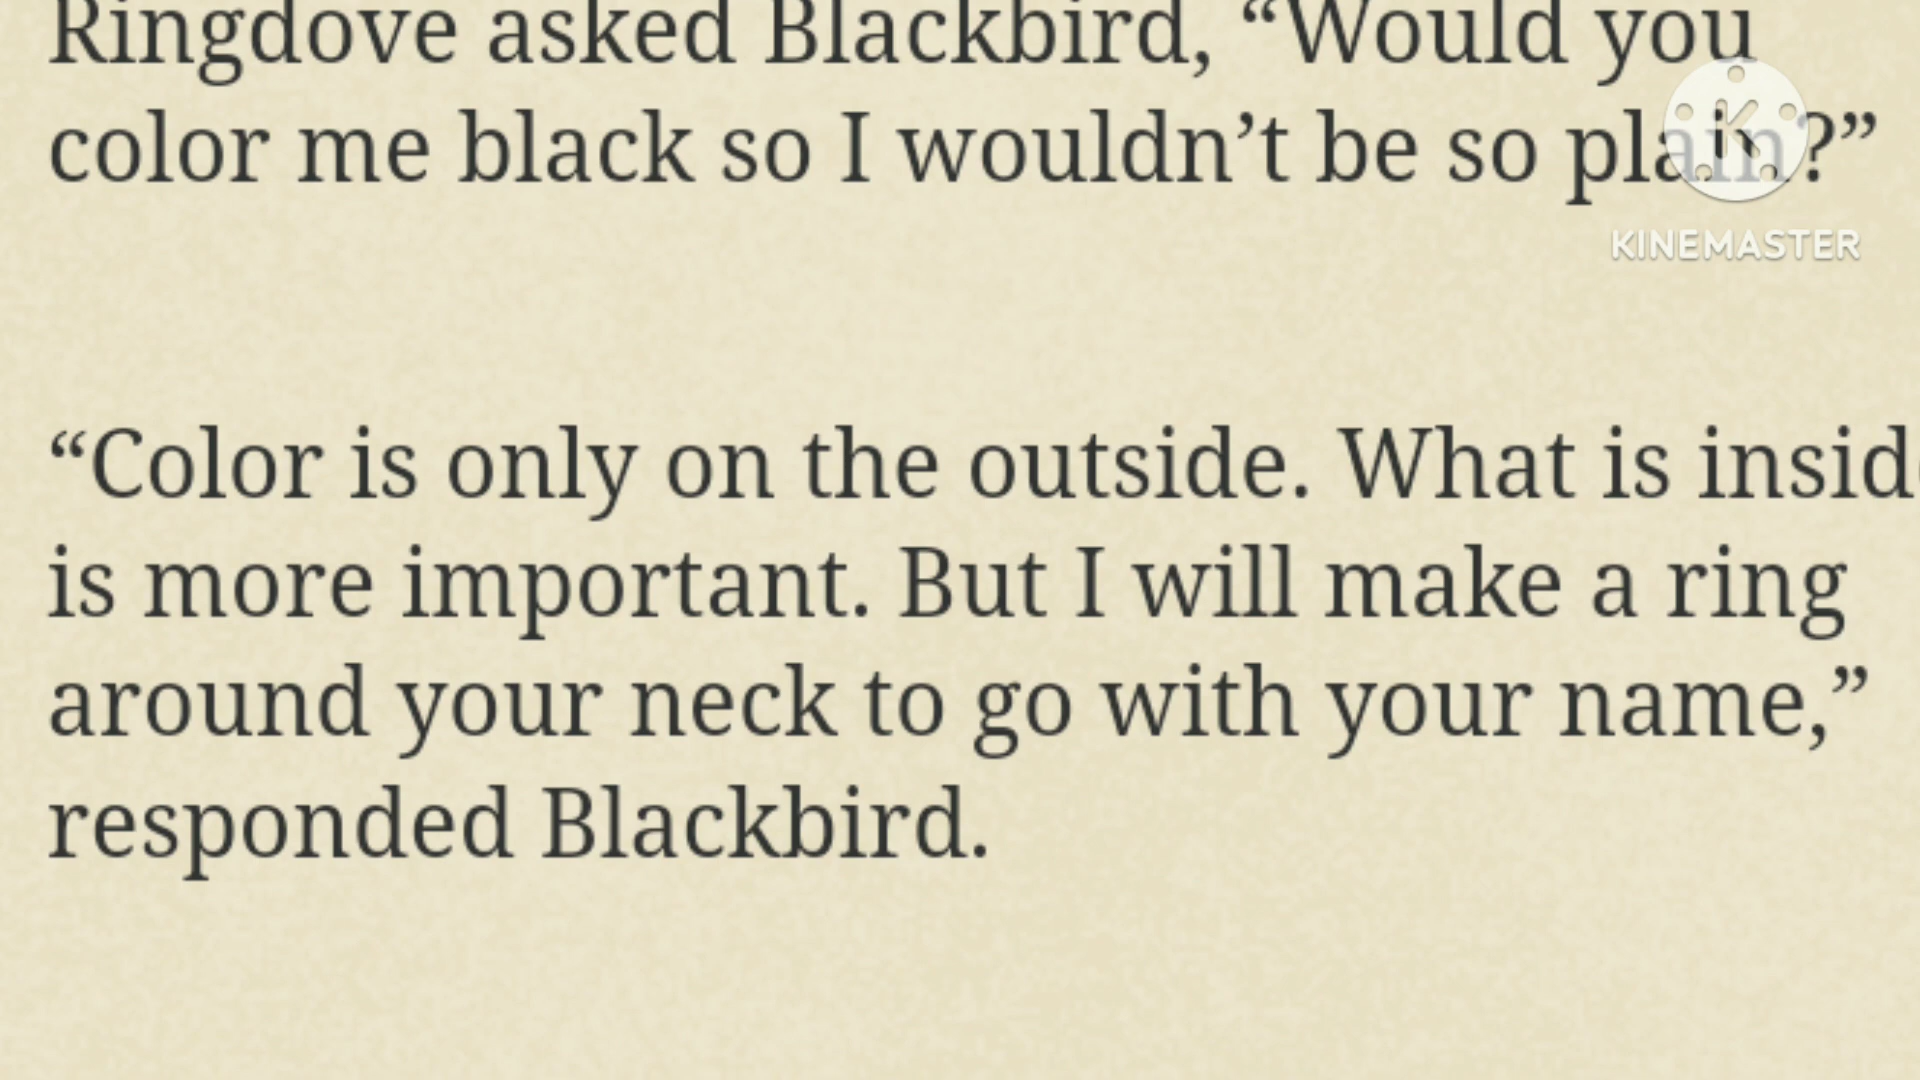 Ringdove asked Blackbird, “Would you
color me black so I wouldn’t be so plain?”
KINEMASTER
“Color is only on the outside. What is insid
is more important. But I will make a ring
around your neck to go with your name,”
responded Blackbird.